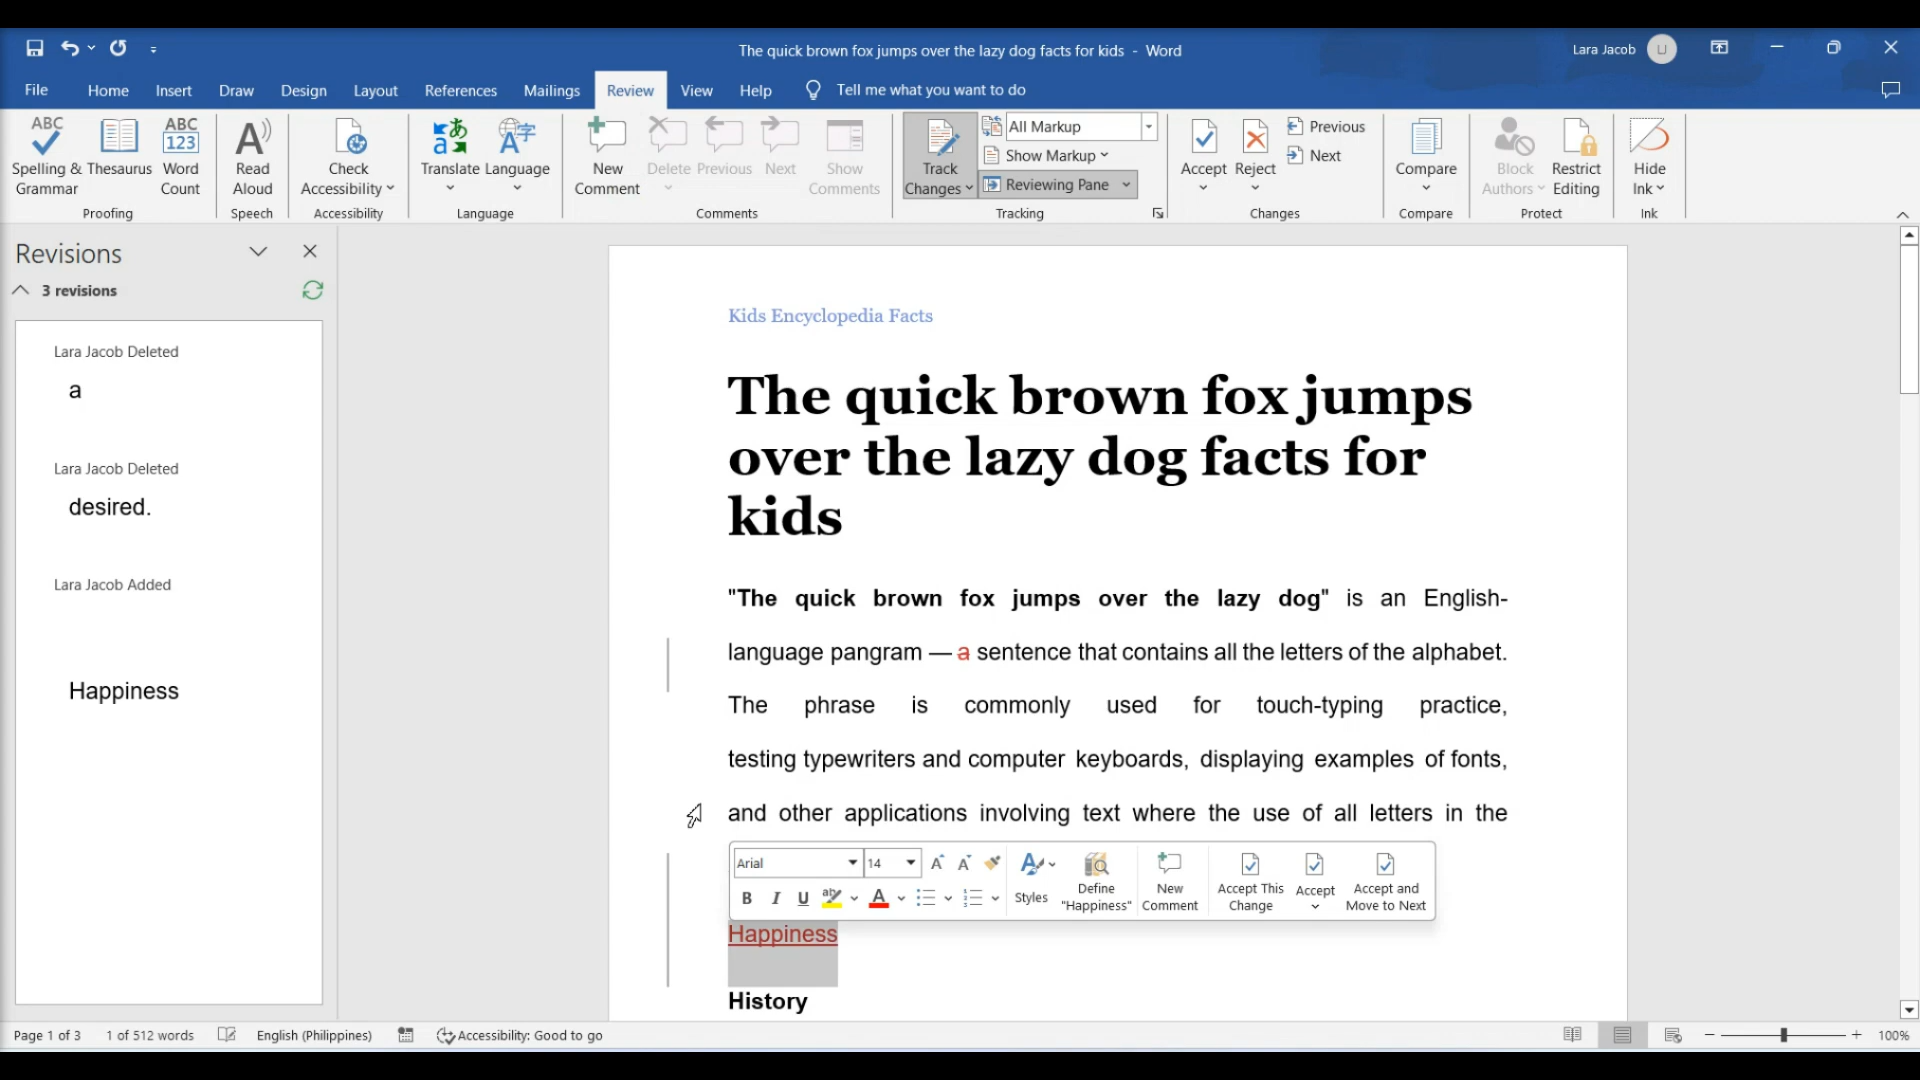 The quick brown fox jumps over the lazy dog facts for kids - Word
Lara Jacob LJ
File Home Insert Draw Design Layout References Mailings Review View Help Tell me what you want to do
ABC Spelling & Grammar
Thesaurus
ABC 123 Word Count
Proofing
A Read Aloud
Speech
Check Accessibility
Accessibility
Translate
Language
Language
New Comment
Delete
Previous
Next
Show Comments
Comments
Track Changes
All Markup
Show Markup
Reviewing Pane
Tracking
Accept
Reject
Previous
Next
Changes
Compare
Compare
Block Authors
Restrict Editing
Protect
Hide Ink
Ink
Revisions
3 revisions
Lara Jacob Deleted
a
Lara Jacob Deleted
desired.
Lara Jacob Added
Happiness
Kids Encyclopedia Facts
The quick brown fox jumps
over the lazy dog facts for
kids
"The quick brown fox jumps over the lazy dog" is an English-
language pangram — a sentence that contains all the letters of the alphabet.
The phrase is commonly used for touch-typing practice,
testing typewriters and computer keyboards, displaying examples of fonts,
and other applications involving text where the use of all letters in the
Arial 14 A A
B I U ab A
Styles
Define "Happiness"
New Comment
Accept This Change
Accept
Accept and Move to Next
Happiness
History
Page 1 of 3 1 of 512 words English (Philippines) Accessibility: Good to go 100%